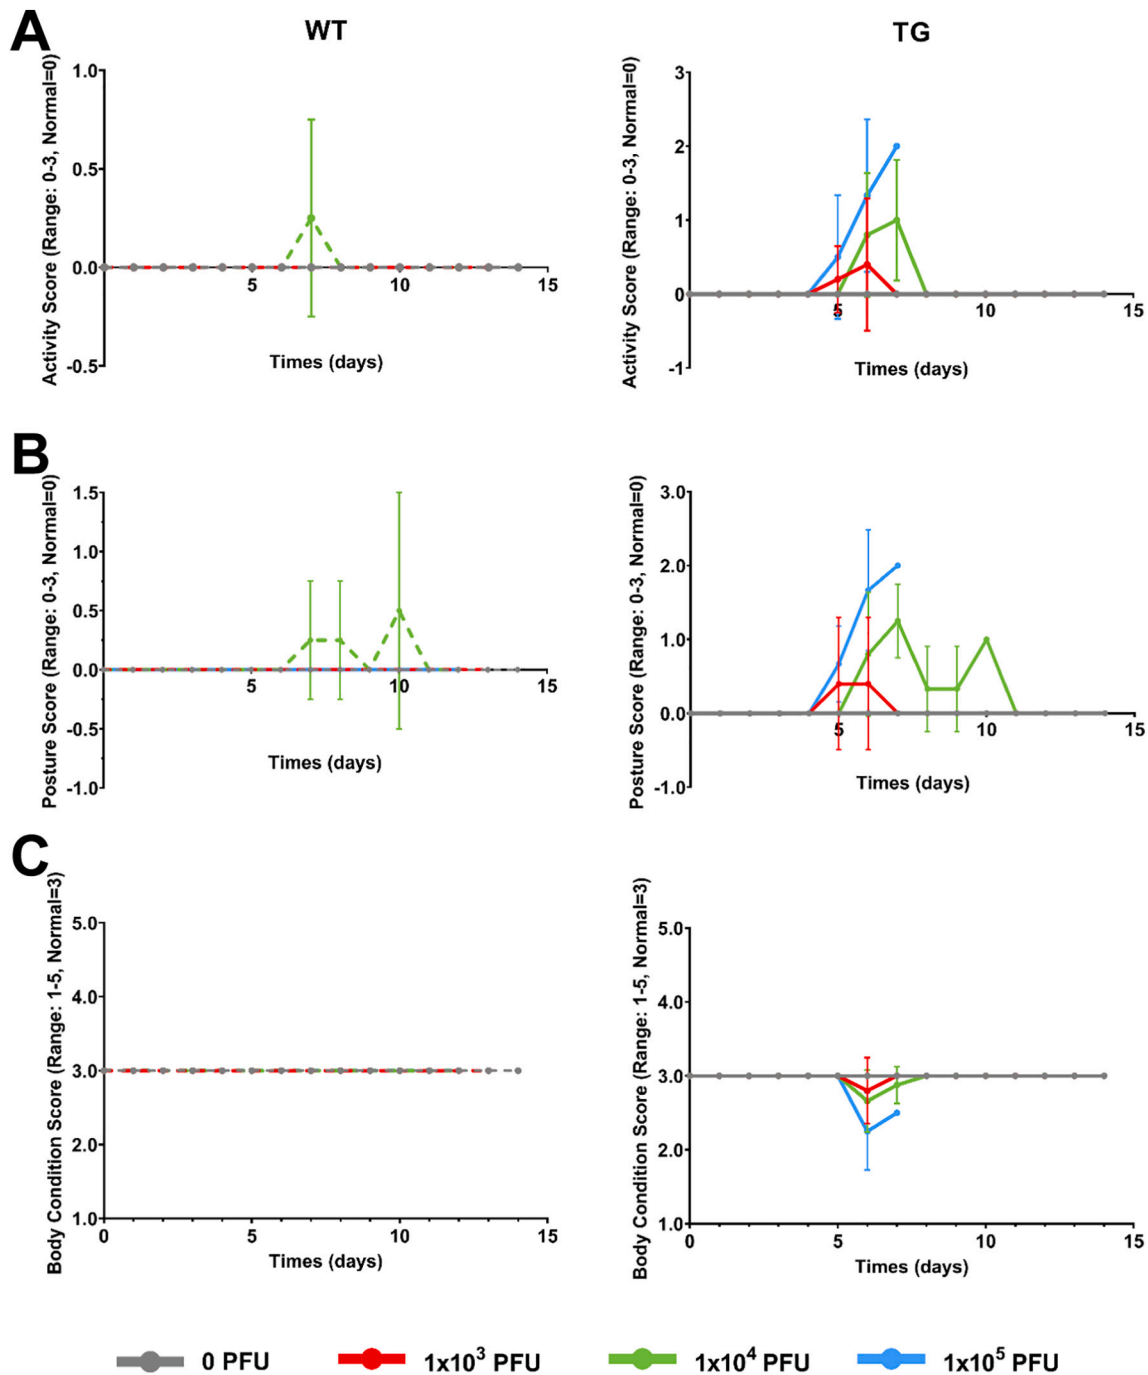 A
WT
TG
Activity Score (Range: 0-3, Normal=0)
1.0
0.5
0.0
-0.5
5
10
15
Times (days)
Activity Score (Range: 0-3, Normal=0)
3
2
1
0
-1
5
10
15
Times (days)
B
Posture Score (Range: 0-3, Normal=0)
1.5
1.0
0.5
0.0
-0.5
-1.0
5
10
15
Times (days)
Posture Score (Range: 0-3, Normal=0)
3.0
2.0
1.0
0.0
-1.0
5
10
15
Times (days)
C
Body Condition Score (Range: 1-5, Normal=3)
5.0
4.0
3.0
2.0
1.0
0
5
10
15
Times (days)
Body Condition Score (Range: 1-5, Normal=3)
5.0
4.0
3.0
2.0
1.0
0
5
10
15
Times (days)
0 PFU
1x10³ PFU
1x10⁴ PFU
1x10⁵ PFU